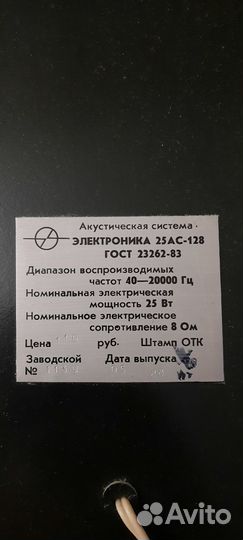 Акустическая система
ЭЛЕКТРОНИКА 25АС-128
ГОСТ 23262-83
Диапазон воспроизводимых
частот 40—20000 Гц
Номинальная электрическая
мощность 25 Вт
Номинальное электрическое
сопротивление 8 Ом
Цена руб. Штамп ОТК
Заводской Дата выпуска
№
Avito